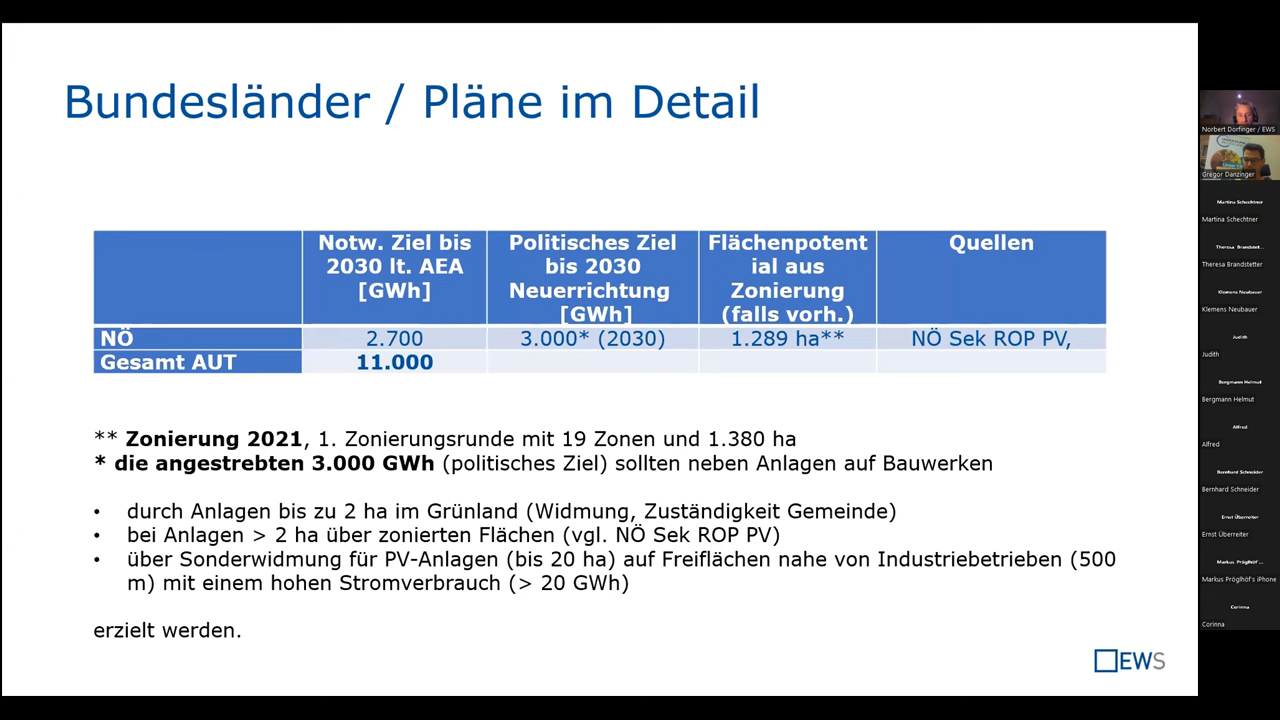 Bundesländer / Pläne im Detail
Notw. Ziel bis 2030 lt. AEA [GWh]
Politisches Ziel bis 2030 Neuerrichtung [GWh]
Flächenpotential aus Zonierung (falls vorh.)
Quellen
NÖ 2.700 3.000* (2030) 1.289 ha** NÖ Sek ROP PV,
Gesamt AUT 11.000
** Zonierung 2021, 1. Zonierungsrunde mit 19 Zonen und 1.380 ha
* die angestrebten 3.000 GWh (politisches Ziel) sollten neben Anlagen auf Bauwerken
• durch Anlagen bis zu 2 ha im Grünland (Widmung, Zuständigkeit Gemeinde)
• bei Anlagen > 2 ha über zonierten Flächen (vgl. NÖ Sek ROP PV)
• über Sonderwidmung für PV-Anlagen (bis 20 ha) auf Freiflächen nahe von Industriebetrieben (500
m) mit einem hohen Stromverbrauch (> 20 GWh)
erzielt werden.
EWS
Norbert Dorfinger / EWS
Gregor Danzinger
Martina Schechtner
Martina Schechtner
Theresa Brandstet...
Theresa Brandstetter
Klemens Neubauer
Klemens Neubauer
Judith
Judith
Bergmann Helmut
Bergmann Helmut
Alfred
Alfred
Bernhard Schneider
Bernhard Schneider
Ernst Überreiter
Ernst Überreiter
Markus Pröglhöf ...
Markus Pröglhöf's iPhone
Corinna
Corinna